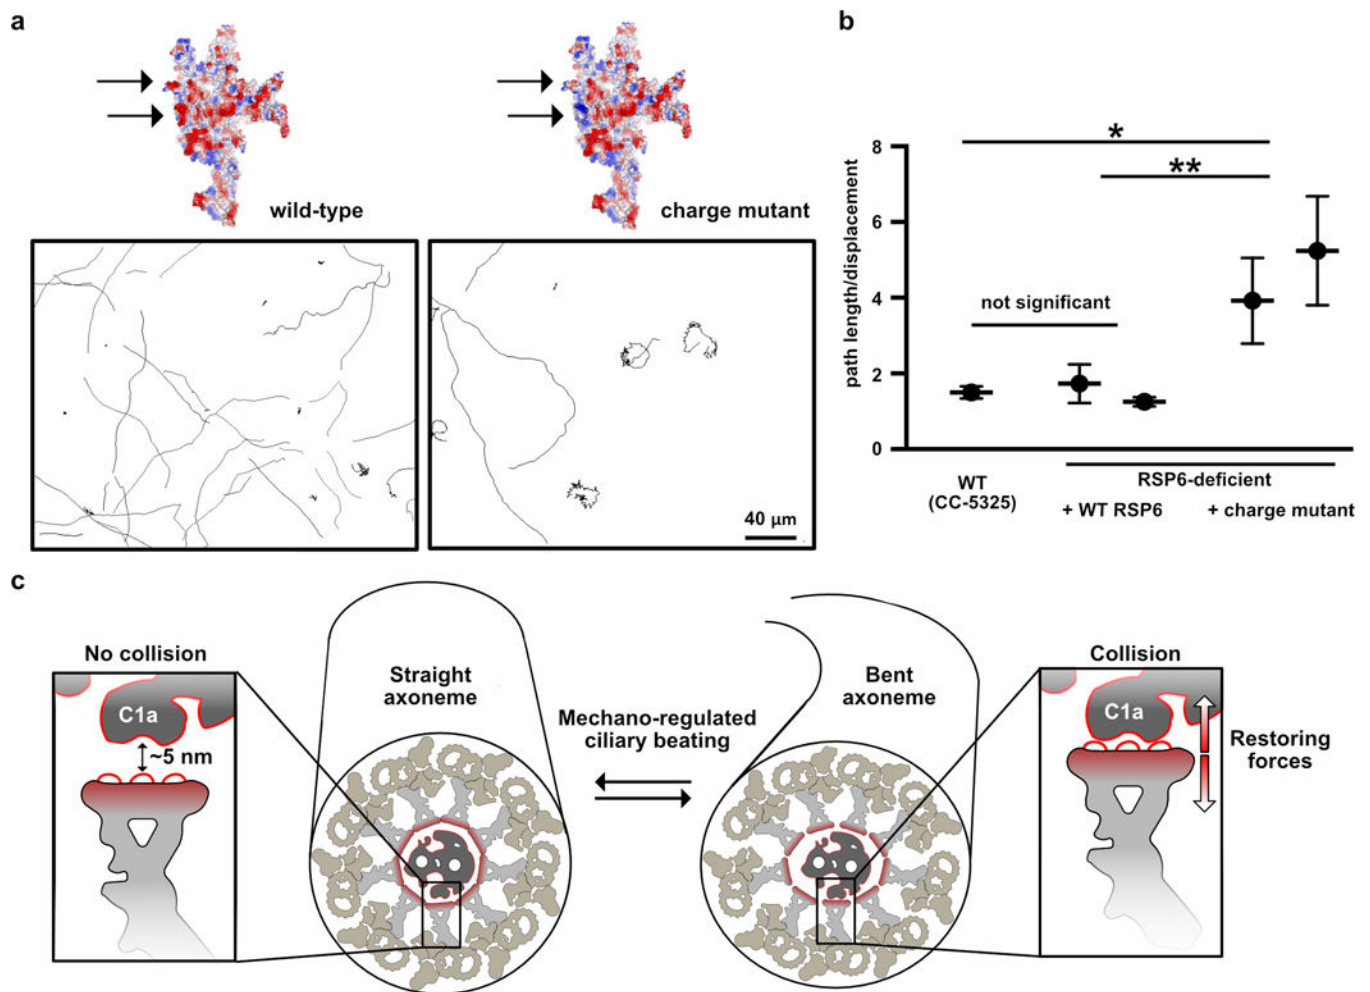 a
wild-type
charge mutant
40 µm
b
path length/displacement
8
6
4
2
0
*
**
not significant
WT
(CC-5325)
RSP6-deficient
+ WT RSP6
+ charge mutant
c
No collision
C1a
~5 nm
Straight
axoneme
Mechano-regulated
ciliary beating
Bent
axoneme
Collision
C1a
Restoring
forces